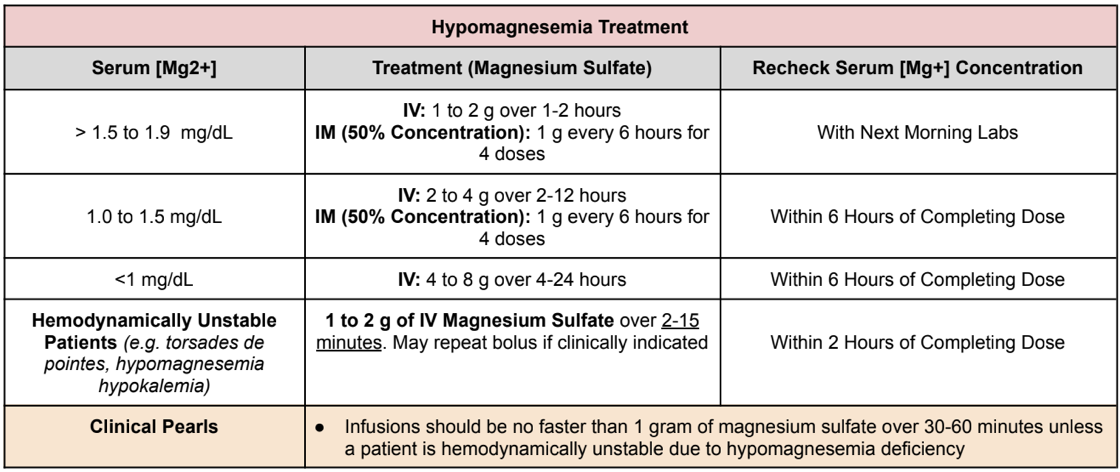 Hypomagnesemia Treatment
Serum [Mg2+]
Treatment (Magnesium Sulfate)
Recheck Serum [Mg+] Concentration
> 1.5 to 1.9 mg/dL
IV: 1 to 2 g over 1-2 hours
IM (50% Concentration): 1 g every 6 hours for
4 doses
With Next Morning Labs
1.0 to 1.5 mg/dL
IV: 2 to 4 g over 2-12 hours
IM (50% Concentration): 1 g every 6 hours for
4 doses
Within 6 Hours of Completing Dose
<1 mg/dL
IV: 4 to 8 g over 4-24 hours
Within 6 Hours of Completing Dose
Hemodynamically Unstable
Patients (e.g. torsades de
pointes, hypomagnesemia
hypokalemia)
1 to 2 g of IV Magnesium Sulfate over 2-15
minutes. May repeat bolus if clinically indicated
Within 2 Hours of Completing Dose
Clinical Pearls
● Infusions should be no faster than 1 gram of magnesium sulfate over 30-60 minutes unless
a patient is hemodynamically unstable due to hypomagnesemia deficiency